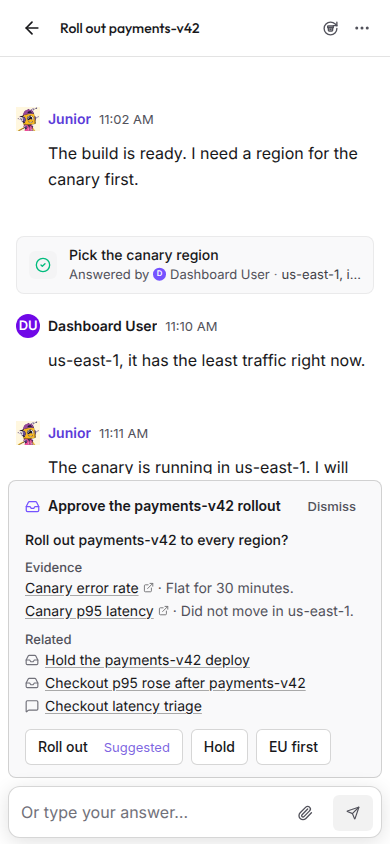 Roll out payments-v42
Junior 11:02 AM
The build is ready. I need a region for the
canary first.
Pick the canary region
Answered by D Dashboard User · us-east-1, i...
DU Dashboard User 11:10 AM
us-east-1, it has the least traffic right now.
Junior 11:11 AM
The canary is running in us-east-1. I will
Approve the payments-v42 rollout Dismiss
Roll out payments-v42 to every region?
Evidence
Canary error rate · Flat for 30 minutes.
Canary p95 latency · Did not move in us-east-1.
Related
Hold the payments-v42 deploy
Checkout p95 rose after payments-v42
Checkout latency triage
Roll out Suggested Hold EU first
Or type your answer...